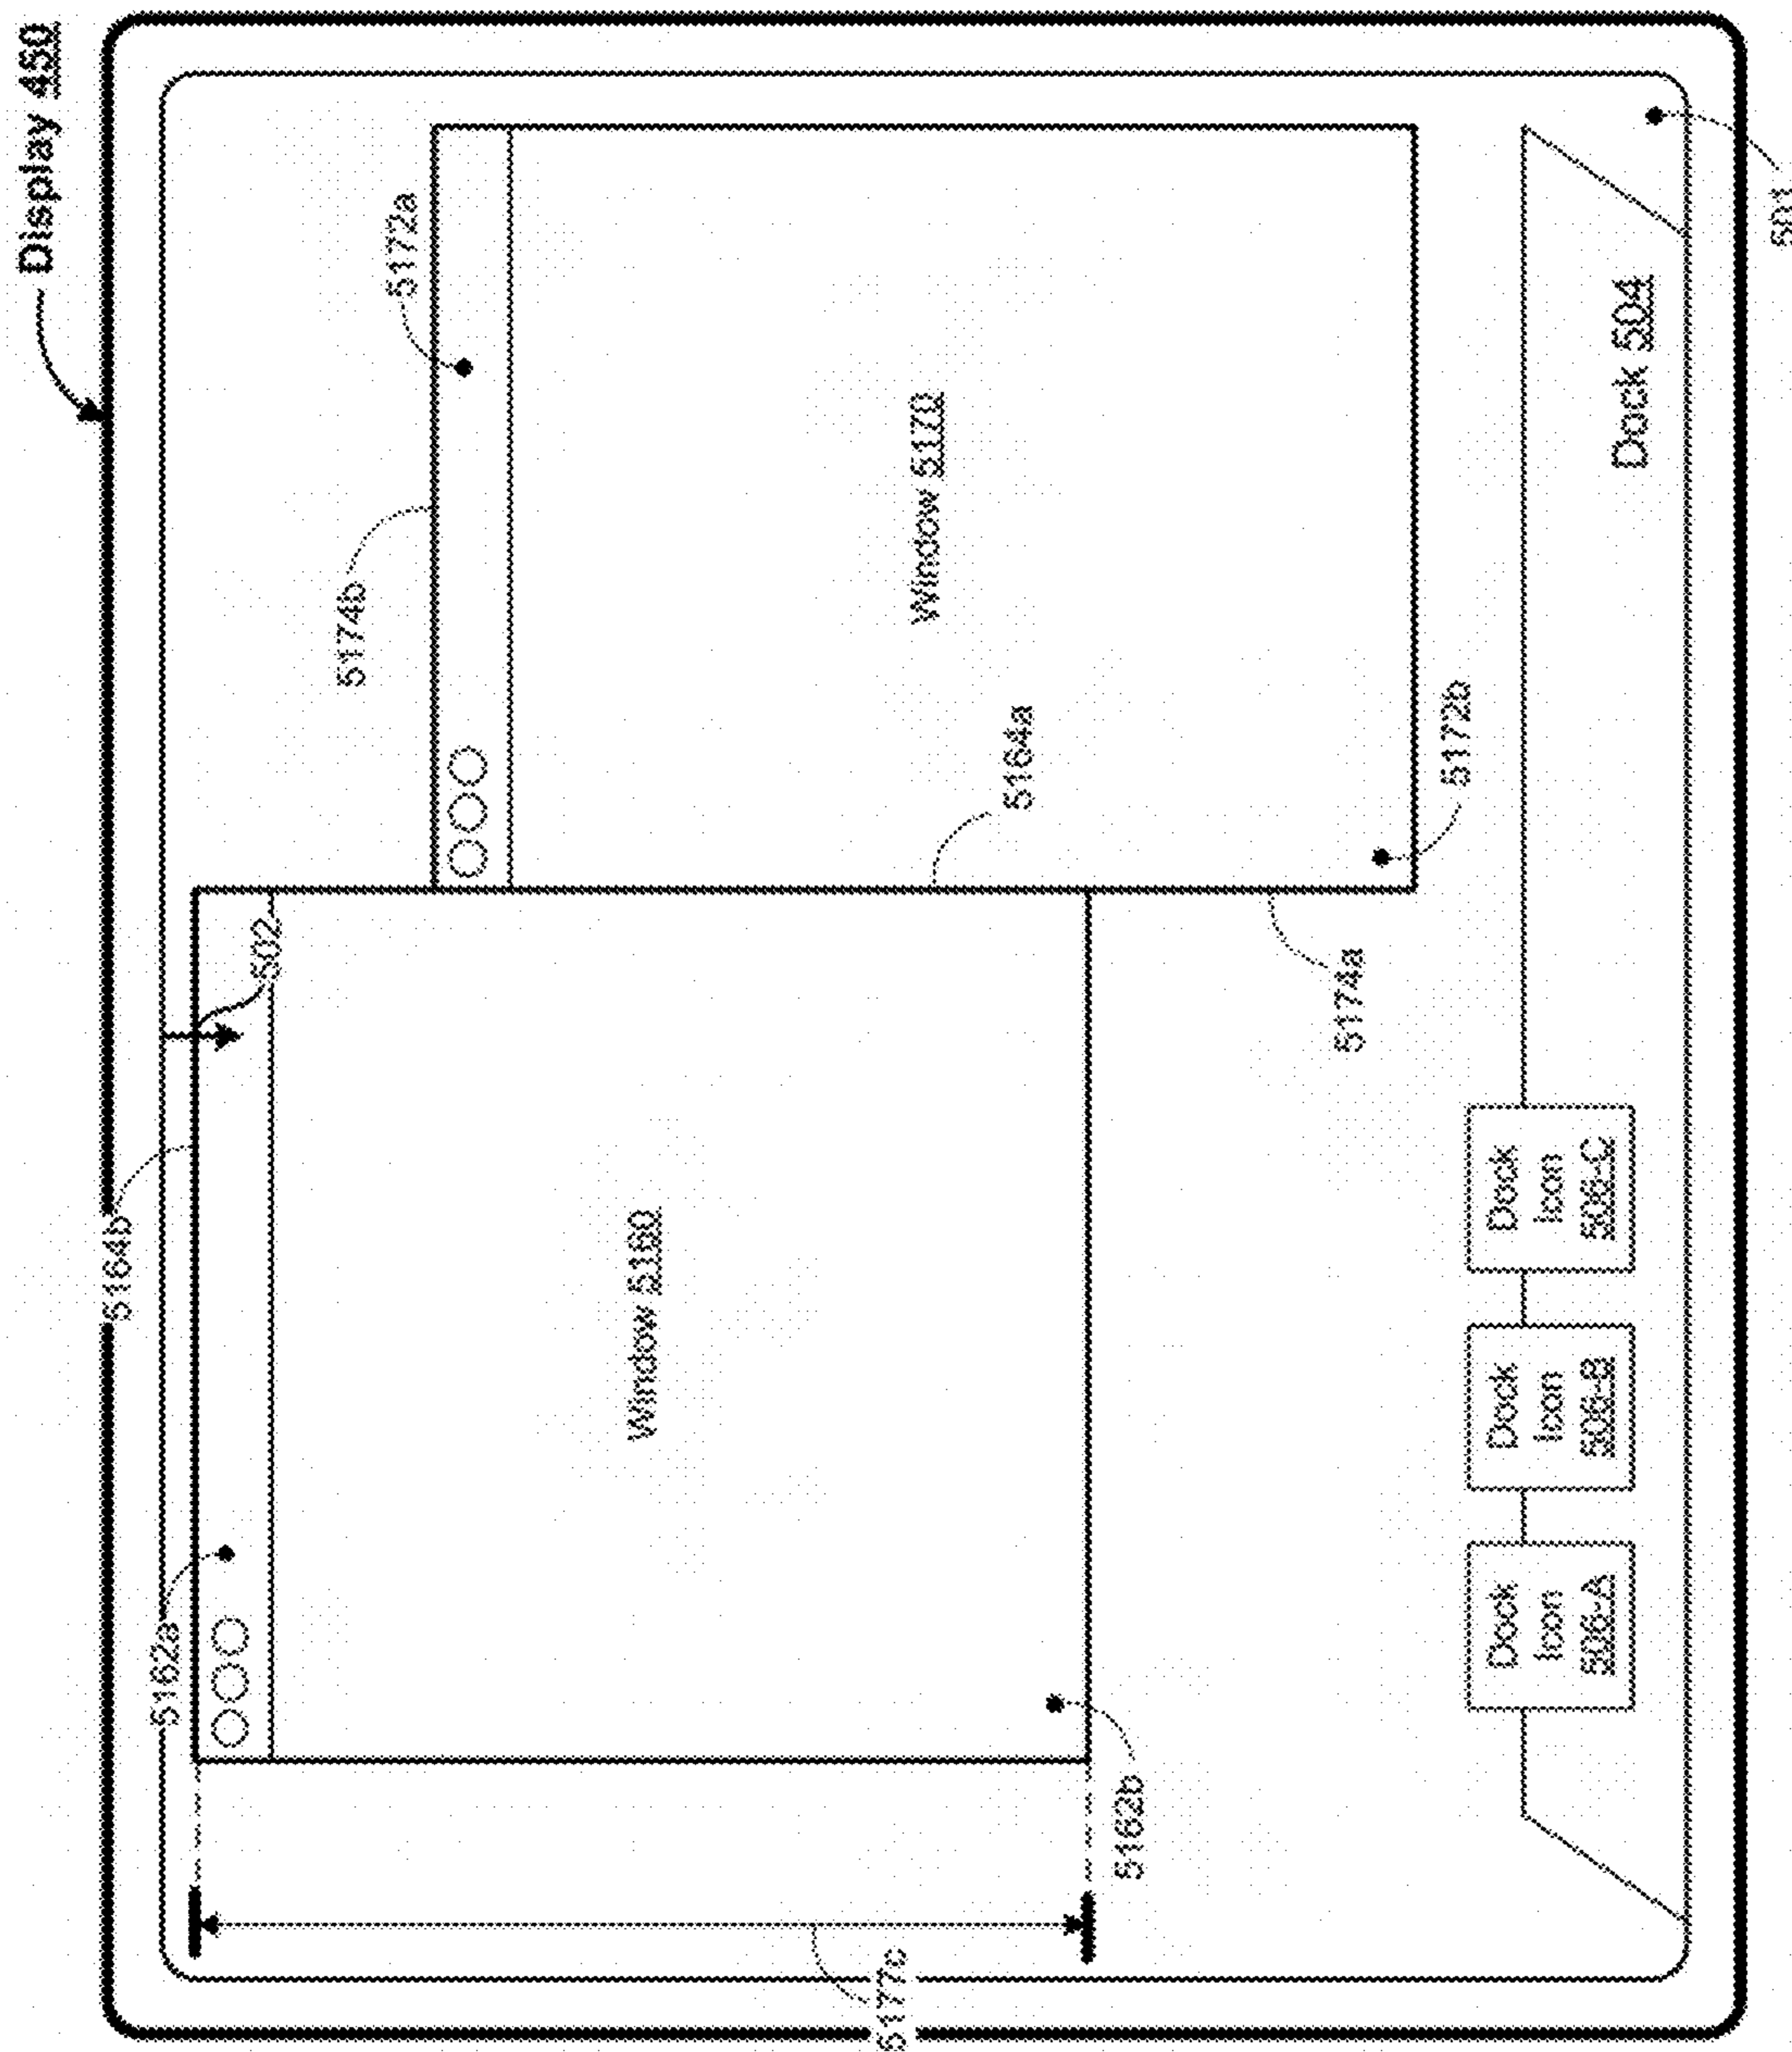 Display 450
5164b
5162a
502
5174b
5172a
Window 5160
5177c
Window 5170
5164a
5162b
5174a
5172b
Dock
Icon
506-A
Dock
Icon
506-B
Dock
Icon
506-C
Dock 504
501